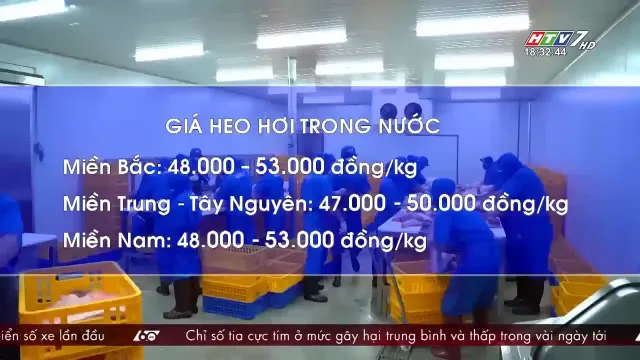 HTV7 HD
18:32:44
GIÁ HEO HƠI TRONG NƯỚC
Miền Bắc: 48.000 - 53.000 đồng/kg
Miền Trung - Tây Nguyên: 47.000 - 50.000 đồng/kg
Miền Nam: 48.000 - 53.000 đồng/kg
biển số xe lần đầu 60 Chỉ số tia cực tím ở mức gây hại trung bình và thấp trong vài ngày tới